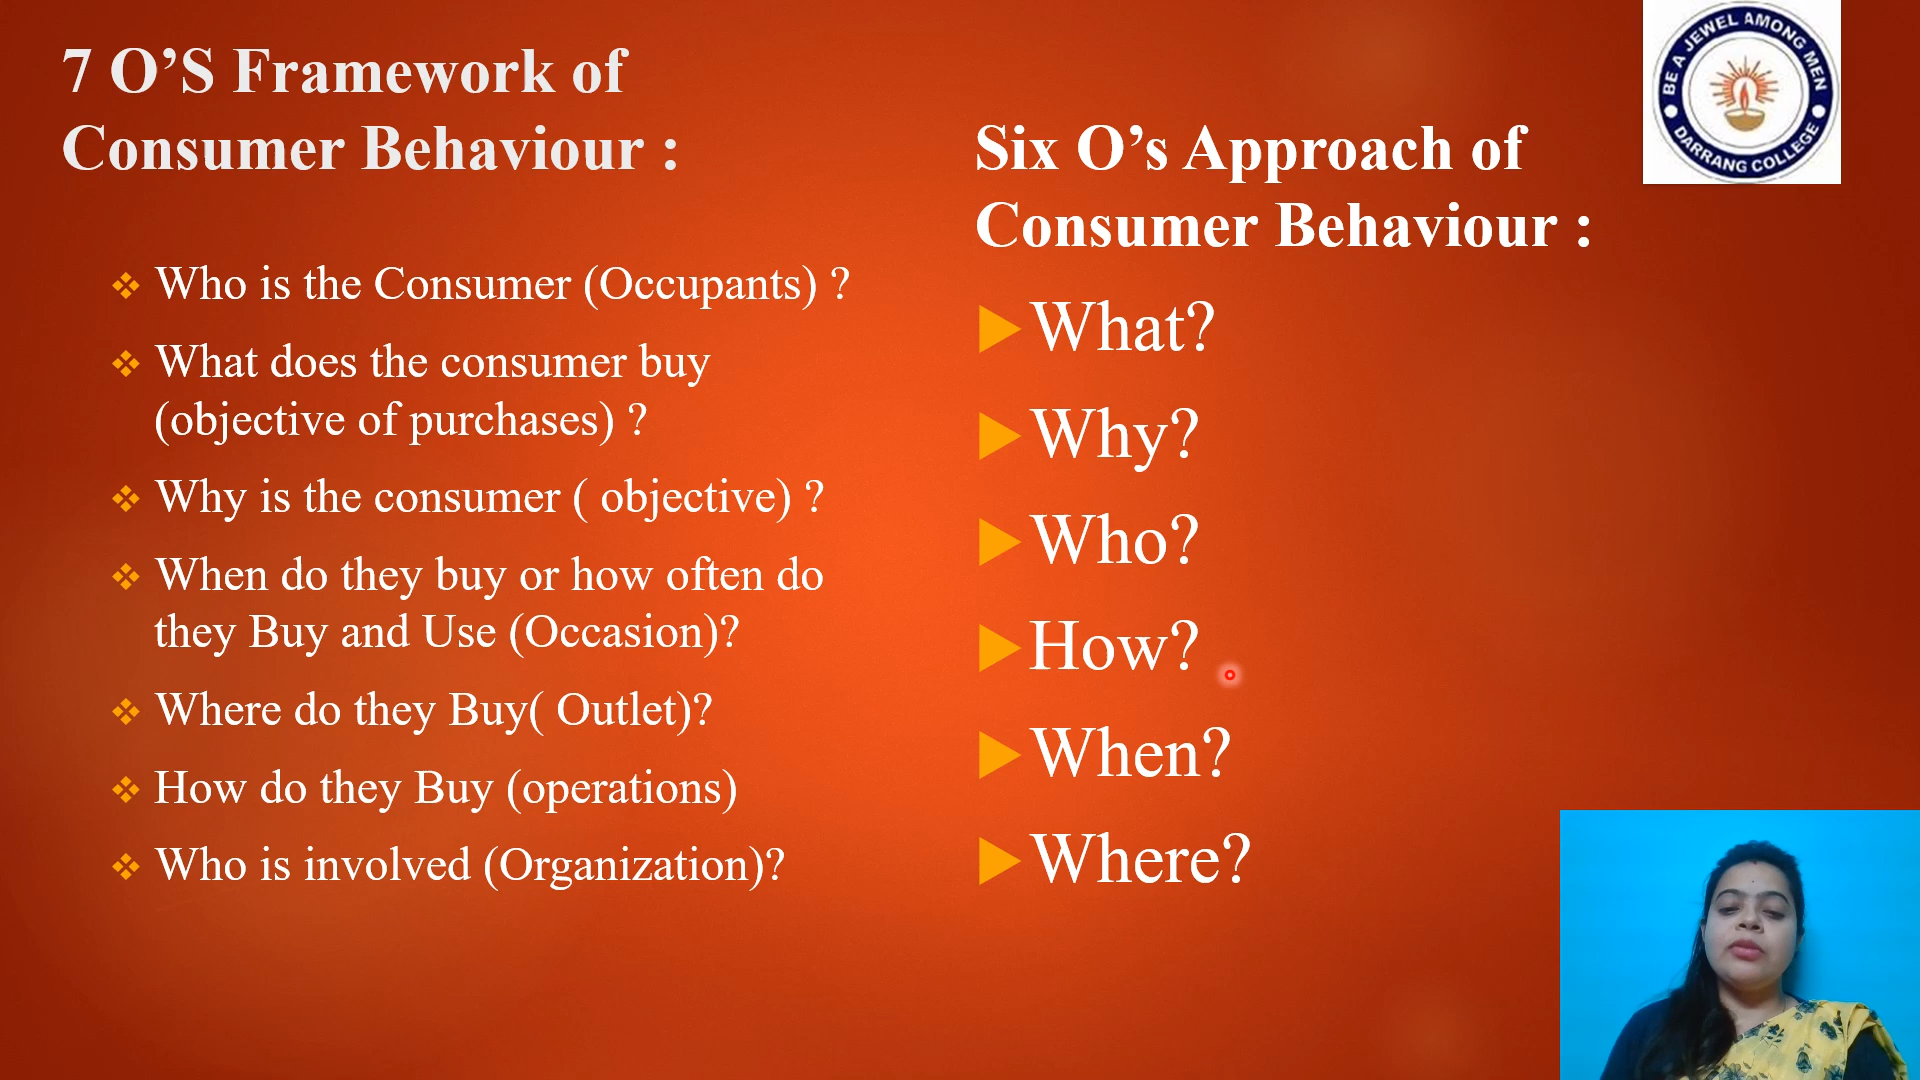 7 O’S Framework of
Consumer Behaviour :
❖ Who is the Consumer (Occupants) ?
❖ What does the consumer buy
(objective of purchases) ?
❖ Why is the consumer ( objective) ?
❖ When do they buy or how often do
they Buy and Use (Occasion)?
❖ Where do they Buy( Outlet)?
❖ How do they Buy (operations)
❖ Who is involved (Organization)?
Six O’s Approach of
Consumer Behaviour :
▶ What?
▶ Why?
▶ Who?
▶ How?
▶ When?
▶ Where?
BE A JEWEL AMONG MEN
DARRANG COLLEGE